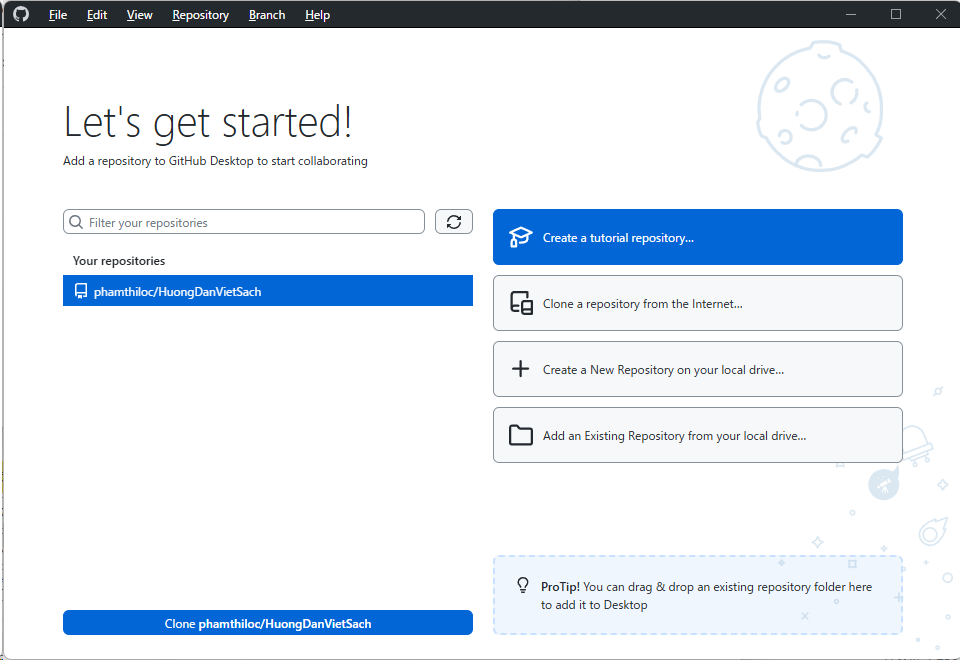 File Edit View Repository Branch Help
Let's get started!
Add a repository to GitHub Desktop to start collaborating
Filter your repositories
Your repositories
phamthiloc/HuongDanVietSach
Clone phamthiloc/HuongDanVietSach
Create a tutorial repository...
Clone a repository from the Internet...
Create a New Repository on your local drive...
Add an Existing Repository from your local drive...
ProTip! You can drag & drop an existing repository folder here
to add it to Desktop